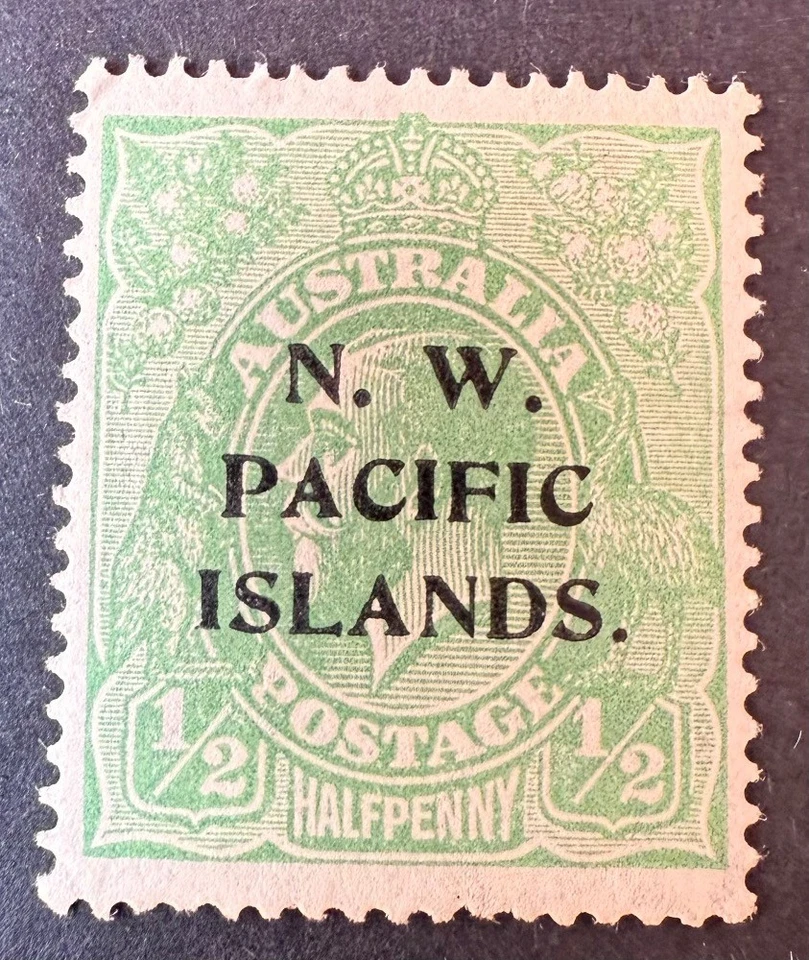 AUSTRALIA
N. W.
PACIFIC
ISLANDS.
POSTAGE
1/2 1/2
HALFPENNY